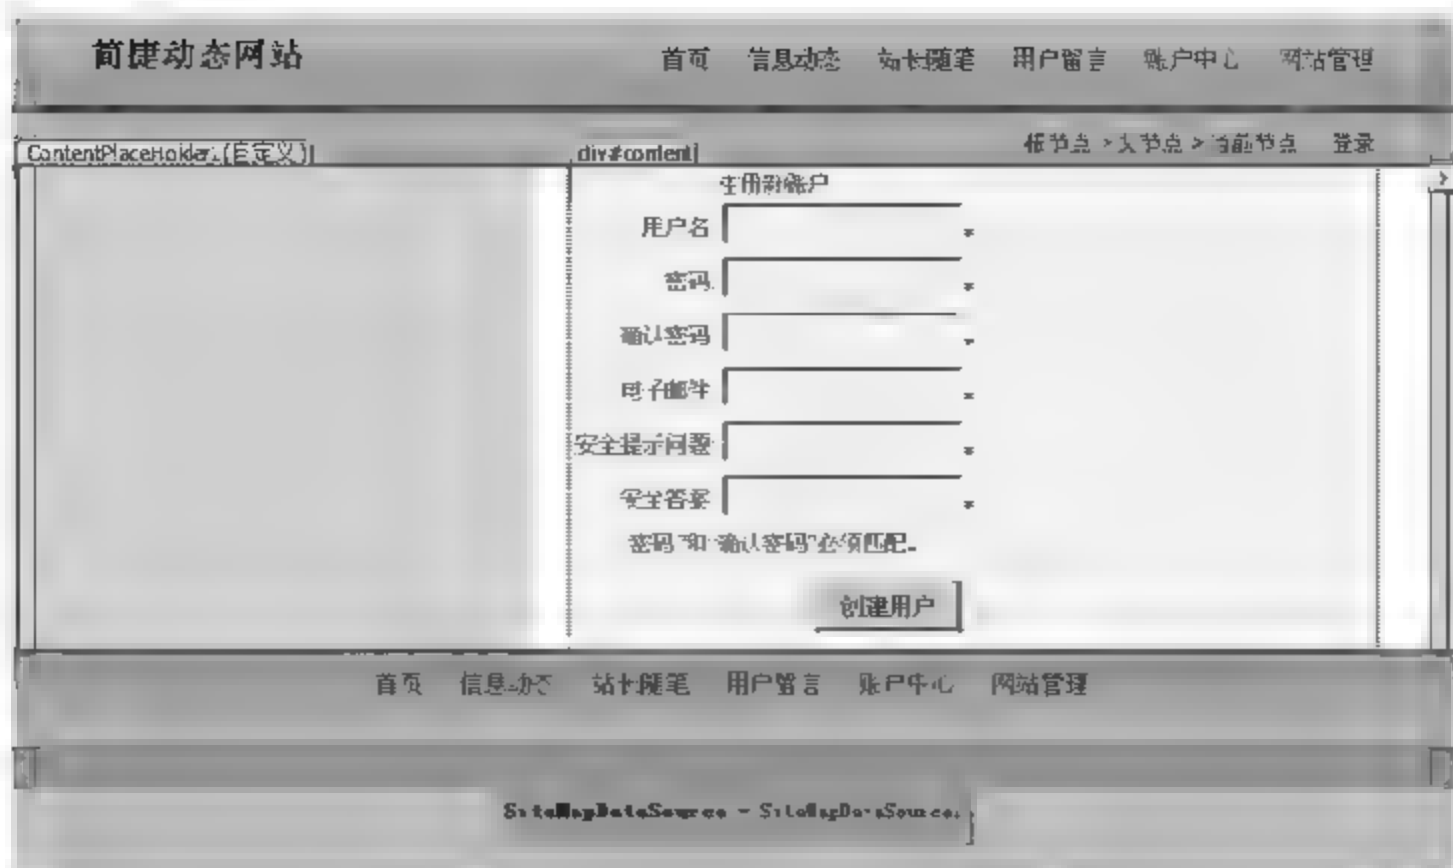 简捷动态网站
首页 信息动态 站长随笔 用户留言 账户中心 网站管理
根节点 > 父节点 > 当前节点 登录
ContentPlaceHolder1 (自定义)
div#content
注册新账户
用户名 *
密码 *
确认密码 *
电子邮件 *
安全提示问题 *
安全答案 *
"密码"和"确认密码"必须匹配。
创建用户
首页 信息动态 站长随笔 用户留言 账户中心 网站管理
SiteMapDataSource - SiteMapDataSource1